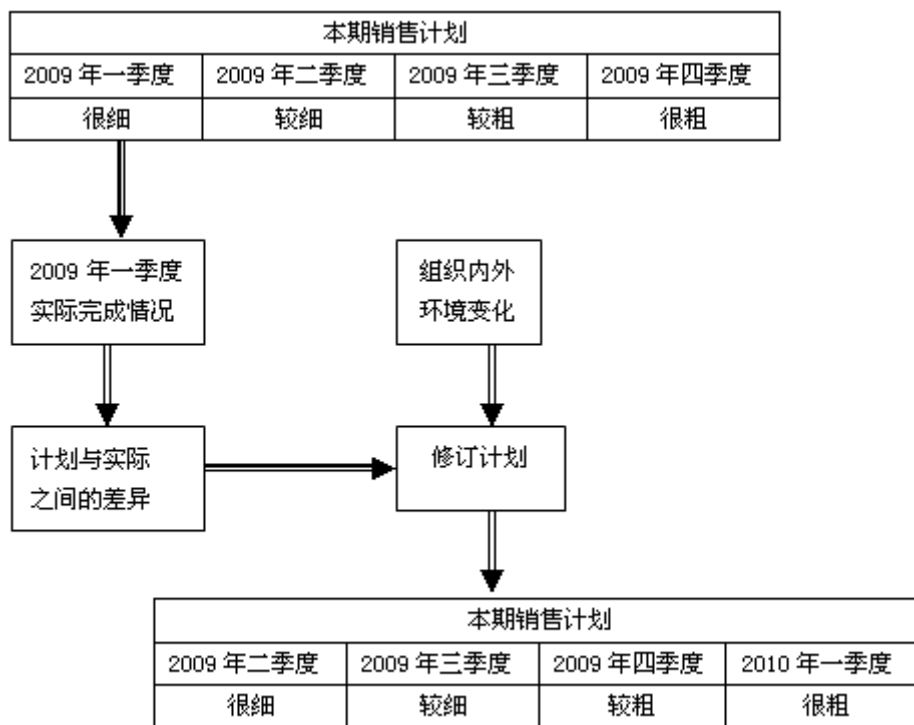 本期销售计划
2009 年一季度 2009 年二季度 2009 年三季度 2009 年四季度
很细 较细 较粗 很粗
2009 年一季度
实际完成情况
组织内外
环境变化
计划与实际
之间的差异
修订计划
本期销售计划
2009 年二季度 2009 年三季度 2009 年四季度 2010 年一季度
很细 较细 较粗 很粗